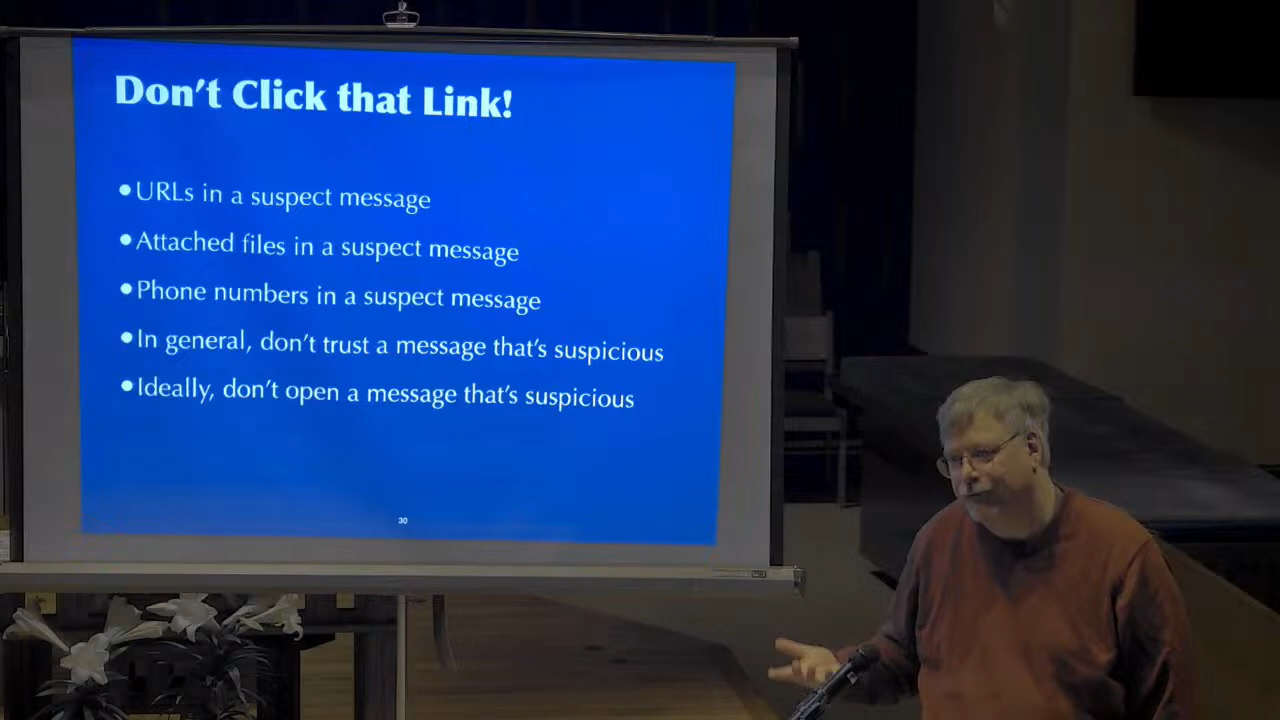 Don't Click that Link!
•URLs in a suspect message
•Attached files in a suspect message
•Phone numbers in a suspect message
•In general, don't trust a message that's suspicious
•Ideally, don't open a message that's suspicious
30